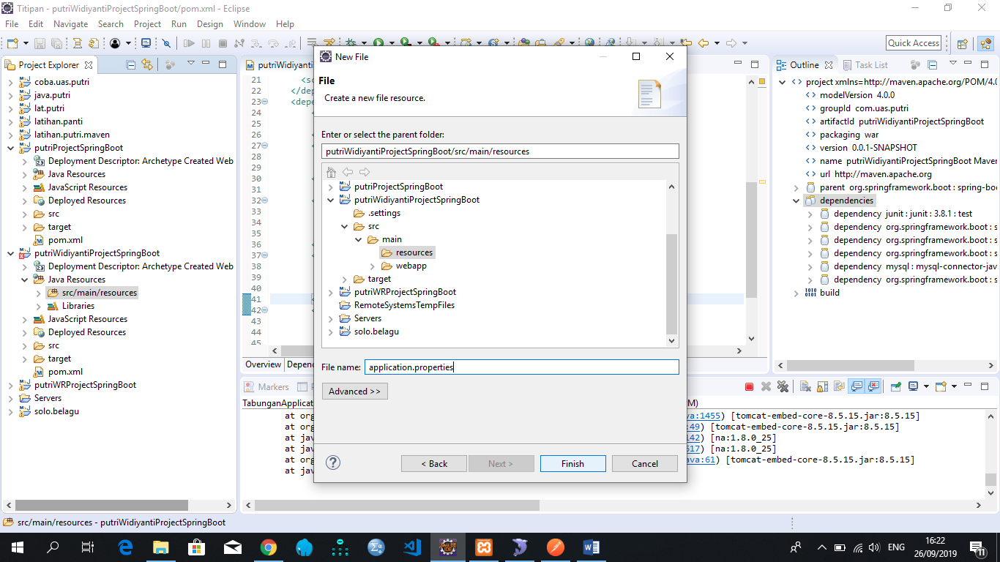 Titipan - putriWidiyantiProjectSpringBoot/pom.xml - Eclipse
File Edit Navigate Search Project Run Design Window Help
Quick Access
Project Explorer
coba.uas.putri
java.putri
lat.putri
latihan.panti
latihan.putri.maven
putriProjectSpringBoot
Deployment Descriptor: Archetype Created Web
Java Resources
JavaScript Resources
Deployed Resources
src
target
pom.xml
putriWidiyantiProjectSpringBoot
Deployment Descriptor: Archetype Created Web
Java Resources
src/main/resources
Libraries
JavaScript Resources
Deployed Resources
src
target
pom.xml
putriWRProjectSpringBoot
Servers
solo.belagu
putriWidiyanti
21 <sc
22 </dep
23 <depe
24 <
25
26 <
27 <
28
29
30 <
31
32 <
33
34
35
36 <
37 <
38
39
40
41 <
42 <
43
44
45
Overview Depend
New File
File
Create a new file resource.
Enter or select the parent folder:
putriWidiyantiProjectSpringBoot/src/main/resources
putriProjectSpringBoot
putriWidiyantiProjectSpringBoot
.settings
src
main
resources
webapp
target
putriWRProjectSpringBoot
RemoteSystemsTempFiles
Servers
solo.belagu
File name: application.properties
Advanced >>
< Back Next > Finish Cancel
Outline Task List
project xmlns=http://maven.apache.org/POM/4.0
modelVersion 4.0.0
groupId com.uas.putri
artifactId putriWidiyantiProjectSpringBoot
packaging war
version 0.0.1-SNAPSHOT
name putriWidiyantiProjectSpringBoot Maven
url http://maven.apache.org
parent org.springframework.boot : spring-boo
dependencies
dependency junit : junit : 3.8.1 : test
dependency org.springframework.boot : s
dependency org.springframework.boot : s
dependency org.springframework.boot : s
dependency mysql : mysql-connector-jav
dependency org.springframework.boot : s
build
Markers
TabunganApplicati M)
at org va:1455) [tomcat-embed-core-8.5.15.jar:8.5.15]
at org :49) [tomcat-embed-core-8.5.15.jar:8.5.15]
at jav 142) [na:1.8.0_25]
at jav 617) [na:1.8.0_25]
at org ava:61) [tomcat-embed-core-8.5.15.jar:8.5.15]
at jav
src/main/resources - putriWidiyantiProjectSpringBoot
ENG
16:22
26/09/2019
11